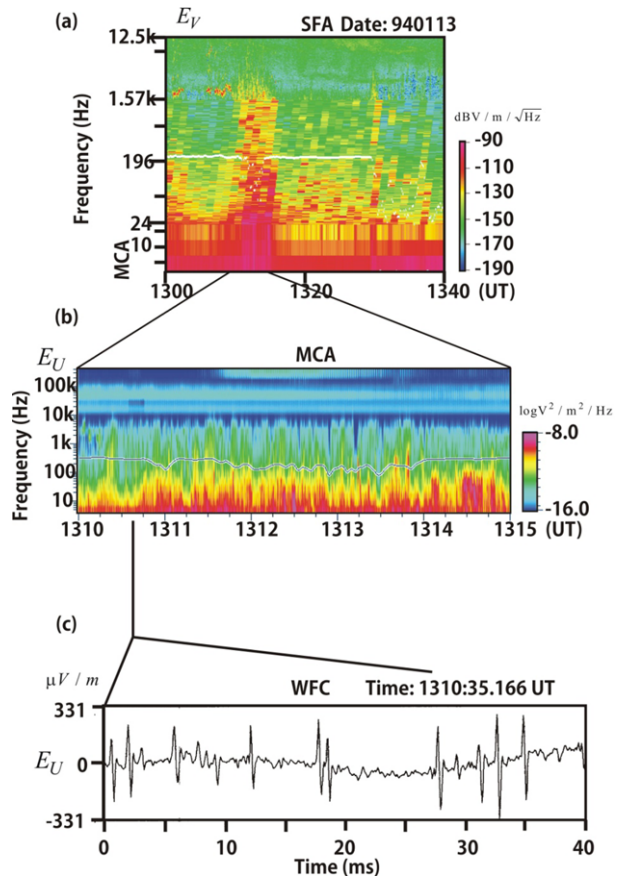 (a) E_V SFA Date: 940113
12.5k
1.57k
196
24
10
Frequency (Hz)
MCA
1300 1320 1340 (UT)
dBV / m / √Hz
-90
-110
-130
-150
-170
-190
(b)
E_U MCA
100k
10k
1k
100
10
Frequency (Hz)
1310 1311 1312 1313 1314 1315 (UT)
logV² / m² / Hz
-8.0
-16.0
(c)
μV / m WFC Time: 1310:35.166 UT
331
E_U 0
-331
0 10 20 30 40
Time (ms)